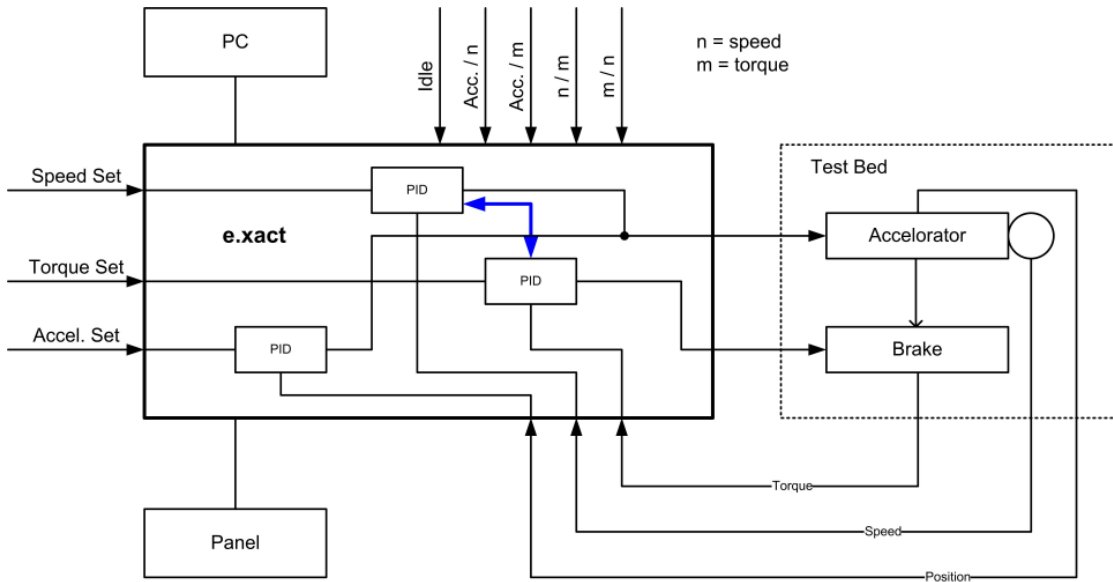 PC
Idle
Acc. / n
Acc. / m
n / m
m / n
n = speed
m = torque
Speed Set
PID
Test Bed
e.xact
Accelorator
Torque Set
PID
Accel. Set
PID
Brake
Torque
Speed
Panel
Position